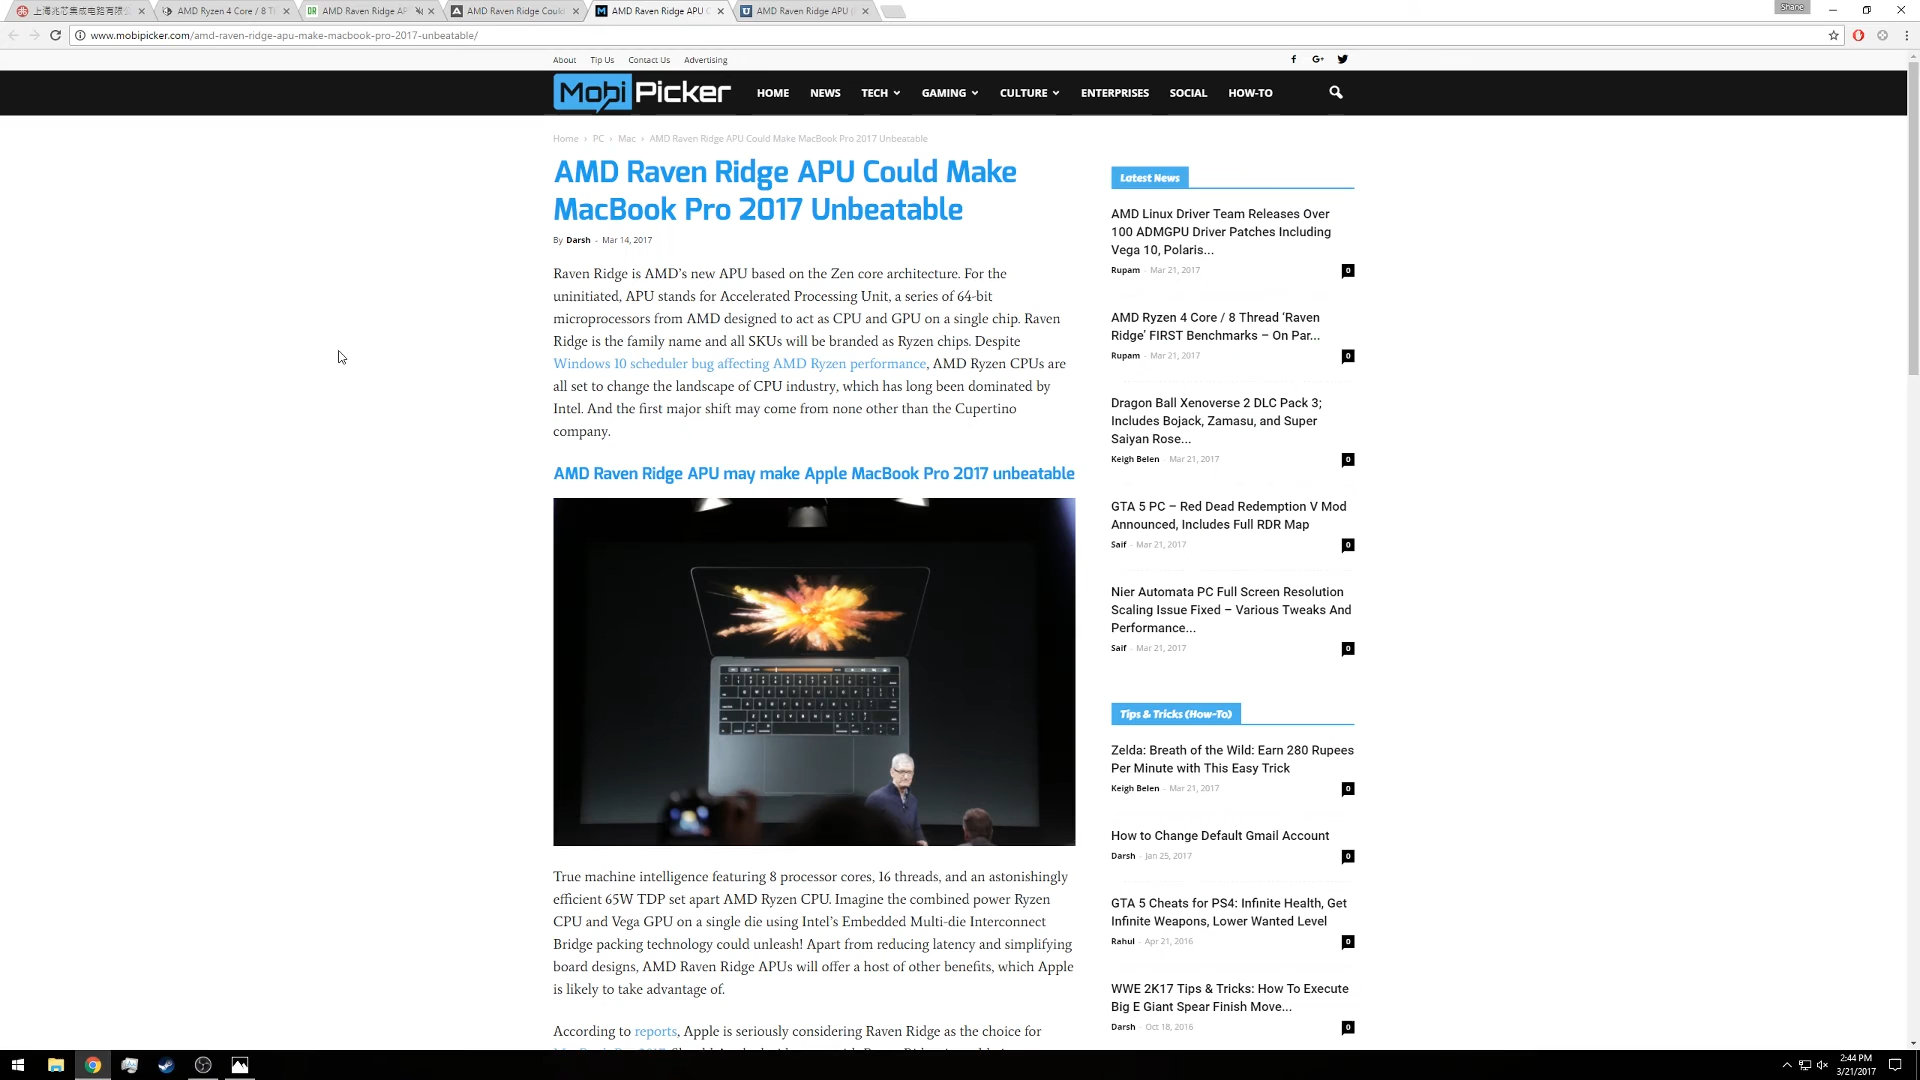 上海兆芯集成电路有限公
AMD Ryzen 4 Core / 8 T
AMD Raven Ridge AP
AMD Raven Ridge Could
AMD Raven Ridge APU C
AMD Raven Ridge APU
Shane
www.mobipicker.com/amd-raven-ridge-apu-make-macbook-pro-2017-unbeatable/
About Tip Us Contact Us Advertising
MobiPicker HOME NEWS TECH GAMING CULTURE ENTERPRISES SOCIAL HOW-TO
Home › PC › Mac › AMD Raven Ridge APU Could Make MacBook Pro 2017 Unbeatable
AMD Raven Ridge APU Could Make
MacBook Pro 2017 Unbeatable
By Darsh - Mar 14, 2017
Raven Ridge is AMD's new APU based on the Zen core architecture. For the
uninitiated, APU stands for Accelerated Processing Unit, a series of 64-bit
microprocessors from AMD designed to act as CPU and GPU on a single chip. Raven
Ridge is the family name and all SKUs will be branded as Ryzen chips. Despite
Windows 10 scheduler bug affecting AMD Ryzen performance, AMD Ryzen CPUs are
all set to change the landscape of CPU industry, which has long been dominated by
Intel. And the first major shift may come from none other than the Cupertino
company.
AMD Raven Ridge APU may make Apple MacBook Pro 2017 unbeatable
True machine intelligence featuring 8 processor cores, 16 threads, and an astonishingly
efficient 65W TDP set apart AMD Ryzen CPU. Imagine the combined power Ryzen
CPU and Vega GPU on a single die using Intel's Embedded Multi-die Interconnect
Bridge packing technology could unleash! Apart from reducing latency and simplifying
board designs, AMD Raven Ridge APUs will offer a host of other benefits, which Apple
is likely to take advantage of.
According to reports, Apple is seriously considering Raven Ridge as the choice for
Latest News
AMD Linux Driver Team Releases Over
100 ADMGPU Driver Patches Including
Vega 10, Polaris...
Rupam - Mar 21, 2017 0
AMD Ryzen 4 Core / 8 Thread ‘Raven
Ridge’ FIRST Benchmarks – On Par...
Rupam - Mar 21, 2017 0
Dragon Ball Xenoverse 2 DLC Pack 3;
Includes Bojack, Zamasu, and Super
Saiyan Rose...
Keigh Belen - Mar 21, 2017 0
GTA 5 PC – Red Dead Redemption V Mod
Announced, Includes Full RDR Map
Saif - Mar 21, 2017 0
Nier Automata PC Full Screen Resolution
Scaling Issue Fixed – Various Tweaks And
Performance...
Saif - Mar 21, 2017 0
Tips & Tricks (How-To)
Zelda: Breath of the Wild: Earn 280 Rupees
Per Minute with This Easy Trick
Keigh Belen - Mar 21, 2017 0
How to Change Default Gmail Account
Darsh - Jan 25, 2017 0
GTA 5 Cheats for PS4: Infinite Health, Get
Infinite Weapons, Lower Wanted Level
Rahul - Apr 21, 2016 0
WWE 2K17 Tips & Tricks: How To Execute
Big E Giant Spear Finish Move...
Darsh - Oct 18, 2016 0
2:44 PM
3/21/2017